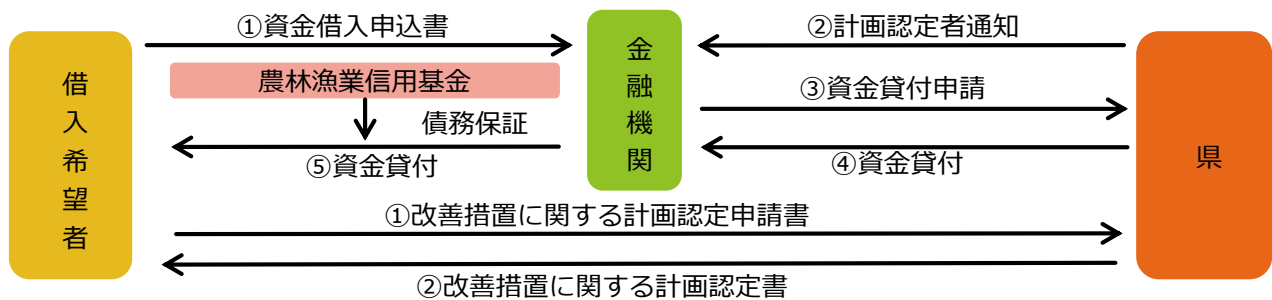 ①資金借入申込書
②計画認定者通知
借入希望者
農林漁業信用基金
金融機関
③資金貸付申請
債務保証
県
⑤資金貸付
④資金貸付
①改善措置に関する計画認定申請書
②改善措置に関する計画認定書